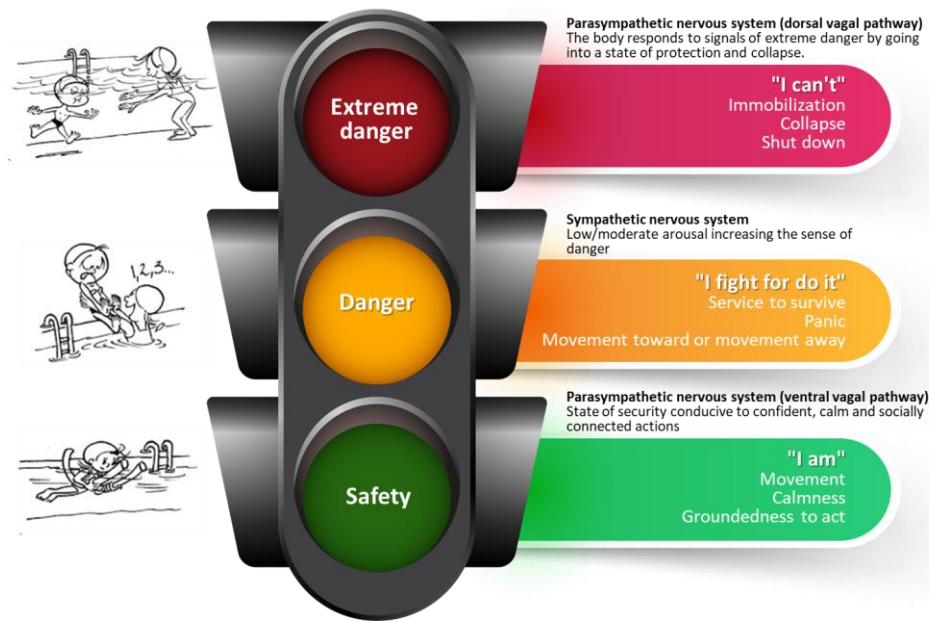 Parasympathetic nervous system (dorsal vagal pathway)
The body responds to signals of extreme danger by going
into a state of protection and collapse.
Extreme
danger
"I can't"
Immobilization
Collapse
Shut down
Sympathetic nervous system
Low/moderate arousal increasing the sense of
danger
1,2,3...
Danger
"I fight for do it"
Service to survive
Panic
Movement toward or movement away
Parasympathetic nervous system (ventral vagal pathway)
State of security conducive to confident, calm and socially
connected actions
Safety
"I am"
Movement
Calmness
Groundedness to act